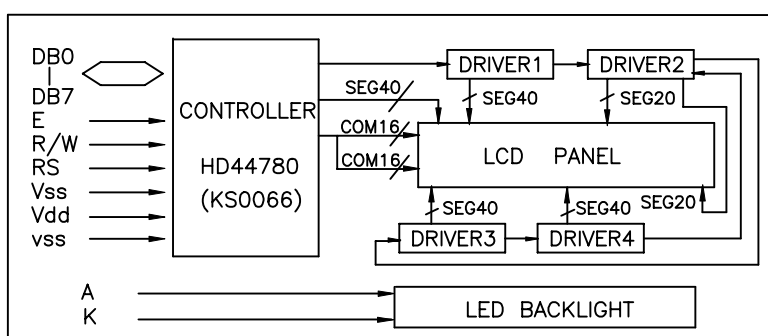 DB0
DB7
E
R/W
RS
Vss
Vdd
vss
CONTROLLER
HD44780
(KS0066)
DRIVER1
DRIVER2
SEG40
SEG40
SEG20
COM16
COM16
LCD PANEL
SEG40
SEG40
SEG20
DRIVER3
DRIVER4
A
K
LED BACKLIGHT